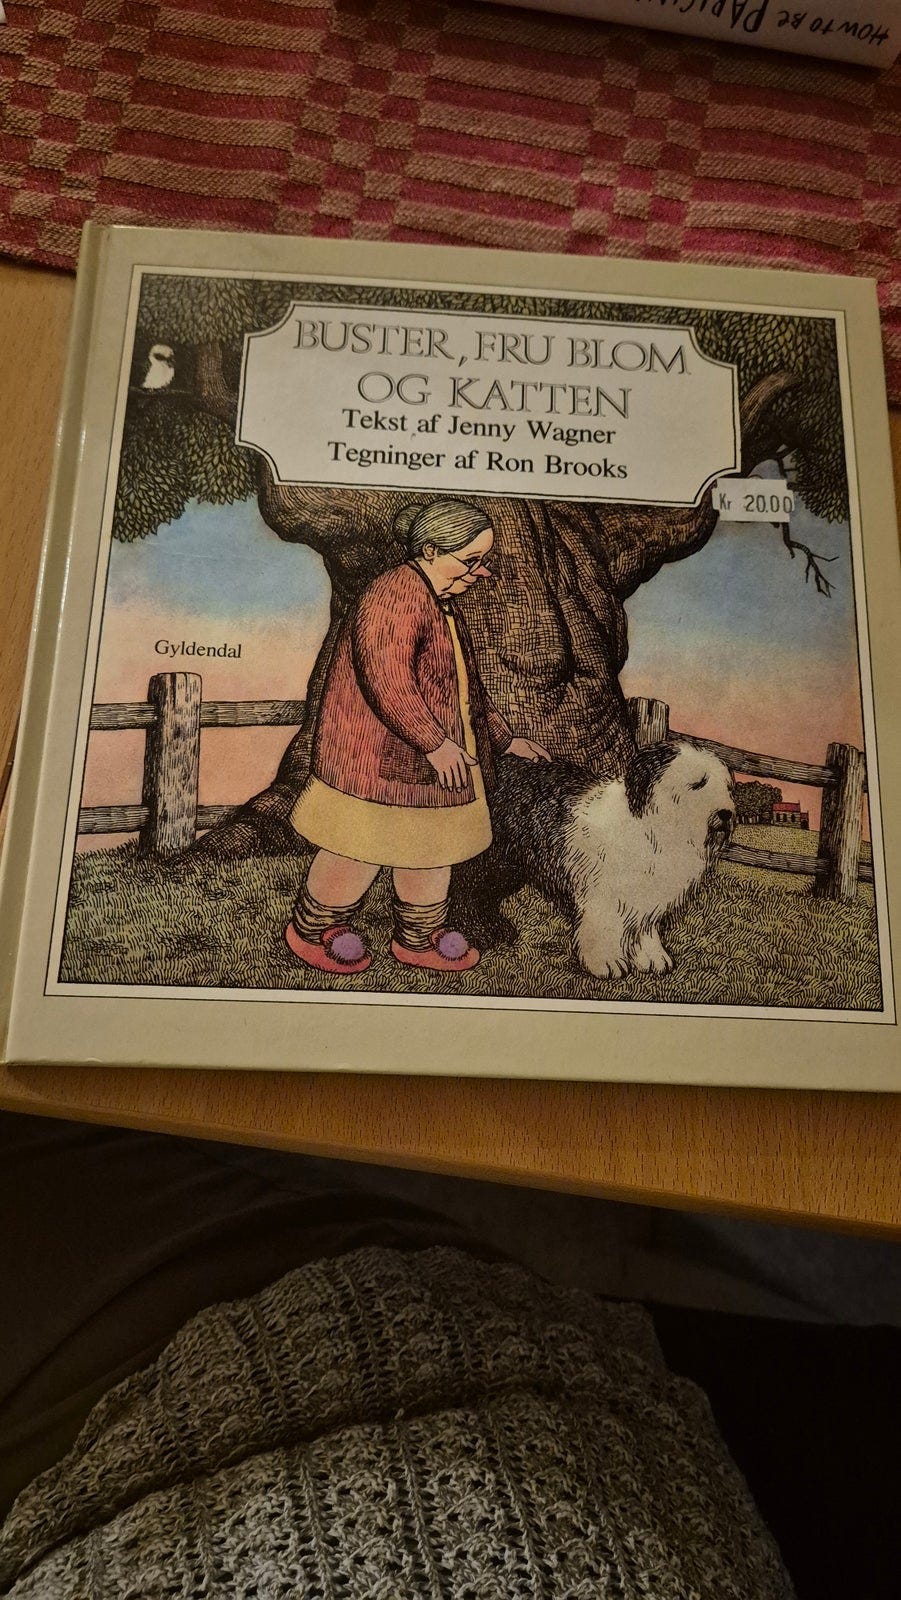 HOW TO BE
BUSTER, FRU BLOM
OG KATTEN
Tekst af Jenny Wagner
Tegninger af Ron Brooks
Kr 20.00
Gyldendal